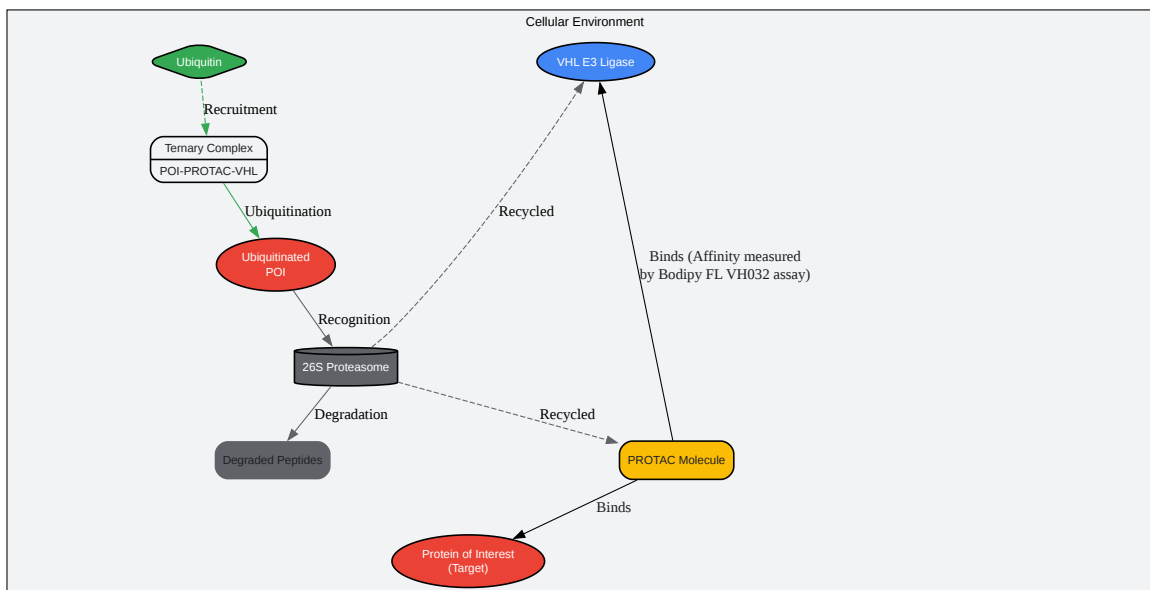 Cellular Environment
Ubiquitin
VHL E3 Ligase
Recruitment
Ternary Complex
POI-PROTAC-VHL
Ubiquitination
Recycled
Ubiquitinated
POI
Binds (Affinity measured
by Bodipy FL VH032 assay)
Recognition
26S Proteasome
Degradation
Recycled
Degraded Peptides
PROTAC Molecule
Binds
Protein of Interest
(Target)